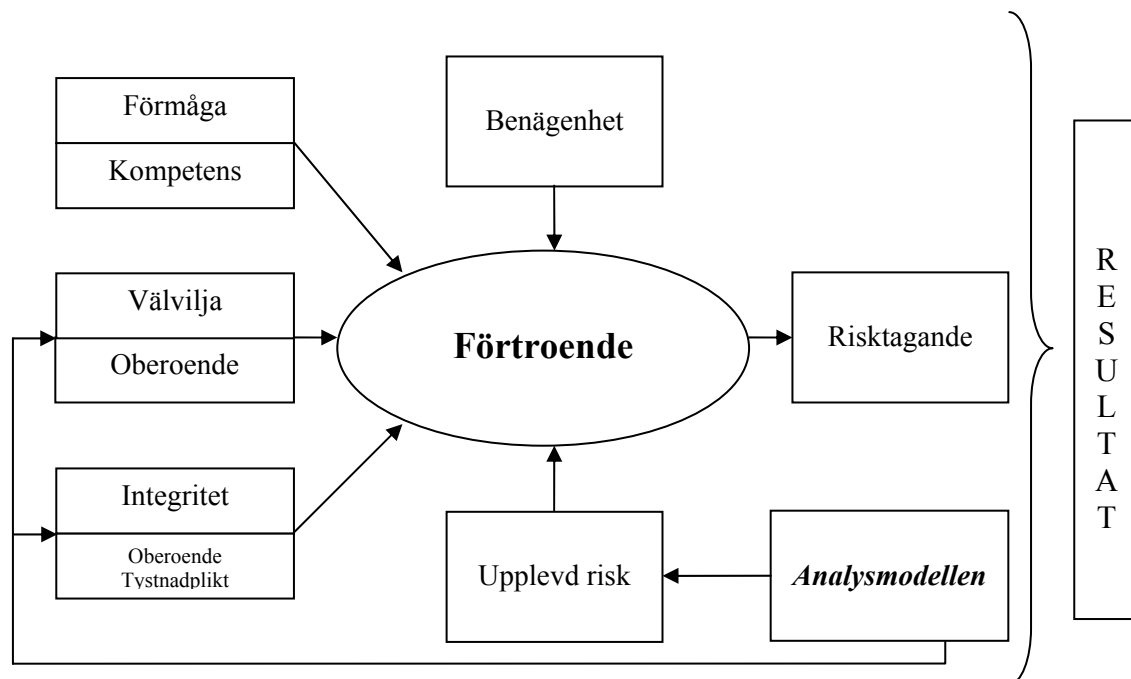 Förmåga
Kompetens
Benägenhet
Välvilja
Oberoende
Förtroende
Risktagande
Integritet
Oberoende
Tystnadplikt
Upplevd risk
Analysmodellen
R
E
S
U
L
T
A
T